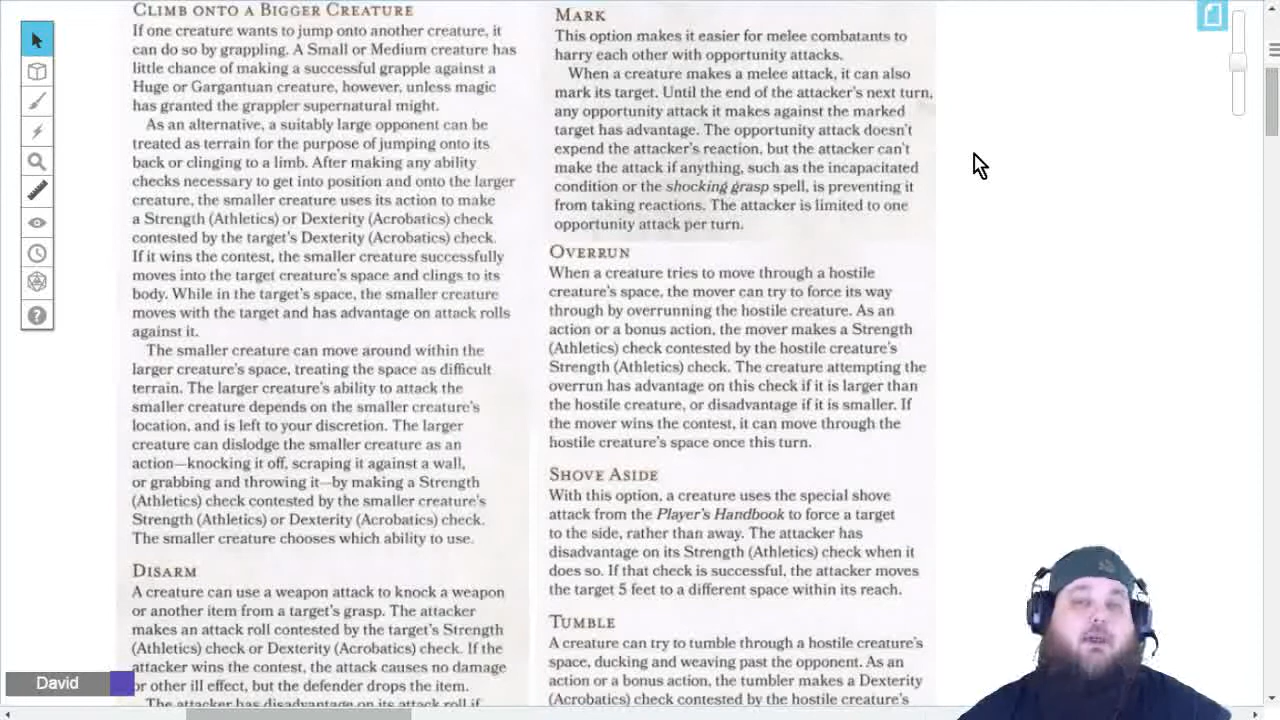 CLIMB ONTO A BIGGER CREATURE
If one creature wants to jump onto another creature, it
can do so by grappling. A Small or Medium creature has
little chance of making a successful grapple against a
Huge or Gargantuan creature, however, unless magic
has granted the grappler supernatural might.
As an alternative, a suitably large opponent can be
treated as terrain for the purpose of jumping onto its
back or clinging to a limb. After making any ability
checks necessary to get into position and onto the larger
creature, the smaller creature uses its action to make
a Strength (Athletics) or Dexterity (Acrobatics) check
contested by the target's Dexterity (Acrobatics) check.
If it wins the contest, the smaller creature successfully
moves into the target creature's space and clings to its
body. While in the target's space, the smaller creature
moves with the target and has advantage on attack rolls
against it.
The smaller creature can move around within the
larger creature's space, treating the space as difficult
terrain. The larger creature's ability to attack the
smaller creature depends on the smaller creature's
location, and is left to your discretion. The larger
creature can dislodge the smaller creature as an
action—knocking it off, scraping it against a wall,
or grabbing and throwing it—by making a Strength
(Athletics) check contested by the smaller creature's
Strength (Athletics) or Dexterity (Acrobatics) check.
The smaller creature chooses which ability to use.
DISARM
A creature can use a weapon attack to knock a weapon
or another item from a target's grasp. The attacker
makes an attack roll contested by the target's Strength
(Athletics) check or Dexterity (Acrobatics) check. If the
attacker wins the contest, the attack causes no damage
or other ill effect, but the defender drops the item.
The attacker has disadvantage on its attack roll if
MARK
This option makes it easier for melee combatants to
harry each other with opportunity attacks.
When a creature makes a melee attack, it can also
mark its target. Until the end of the attacker's next turn,
any opportunity attack it makes against the marked
target has advantage. The opportunity attack doesn't
expend the attacker's reaction, but the attacker can't
make the attack if anything, such as the incapacitated
condition or the shocking grasp spell, is preventing it
from taking reactions. The attacker is limited to one
opportunity attack per turn.
OVERRUN
When a creature tries to move through a hostile
creature's space, the mover can try to force its way
through by overrunning the hostile creature. As an
action or a bonus action, the mover makes a Strength
(Athletics) check contested by the hostile creature's
Strength (Athletics) check. The creature attempting the
overrun has advantage on this check if it is larger than
the hostile creature, or disadvantage if it is smaller. If
the mover wins the contest, it can move through the
hostile creature's space once this turn.
SHOVE ASIDE
With this option, a creature uses the special shove
attack from the Player's Handbook to force a target
to the side, rather than away. The attacker has
disadvantage on its Strength (Athletics) check when it
does so. If that check is successful, the attacker moves
the target 5 feet to a different space within its reach.
TUMBLE
A creature can try to tumble through a hostile creature's
space, ducking and weaving past the opponent. As an
action or a bonus action, the tumbler makes a Dexterity
(Acrobatics) check contested by the hostile creature's
David